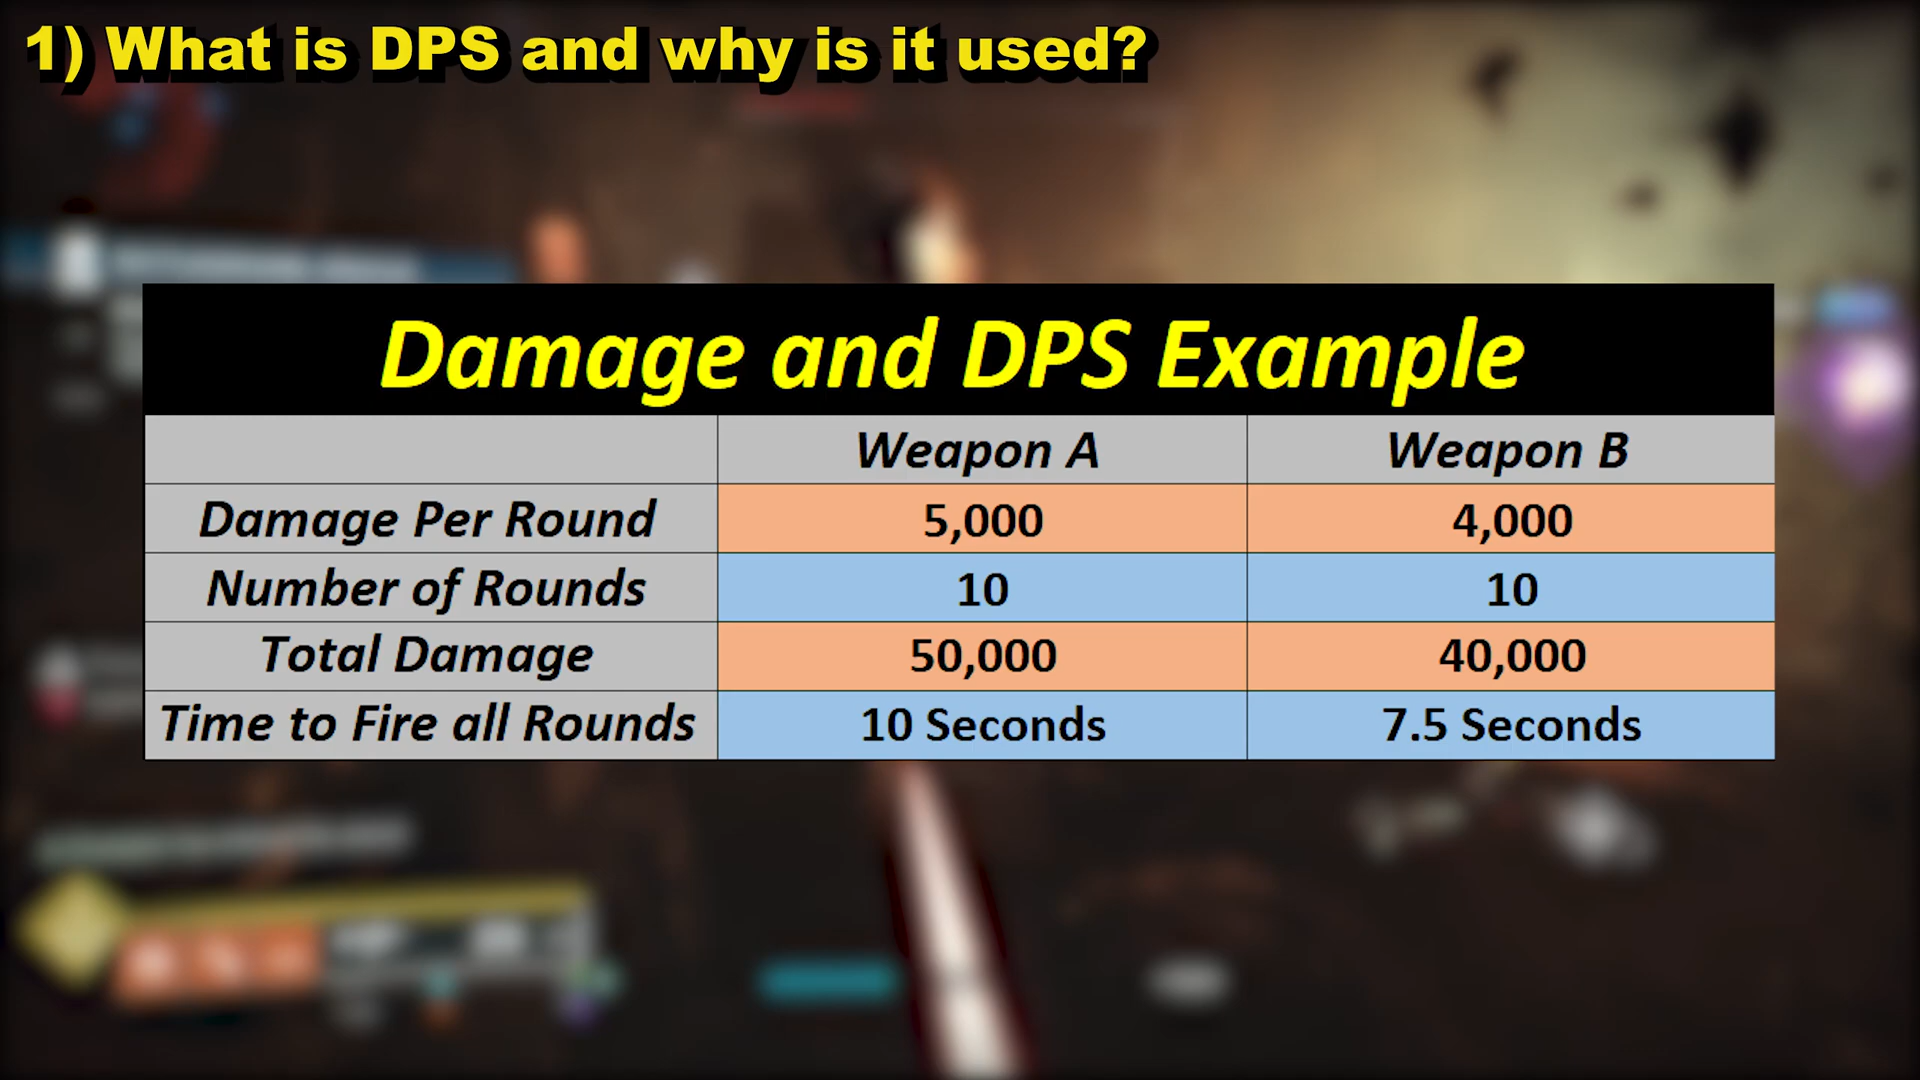 1) What is DPS and why is it used?
Damage and DPS Example
Weapon A Weapon B
Damage Per Round 5,000 4,000
Number of Rounds 10 10
Total Damage 50,000 40,000
Time to Fire all Rounds 10 Seconds 7.5 Seconds